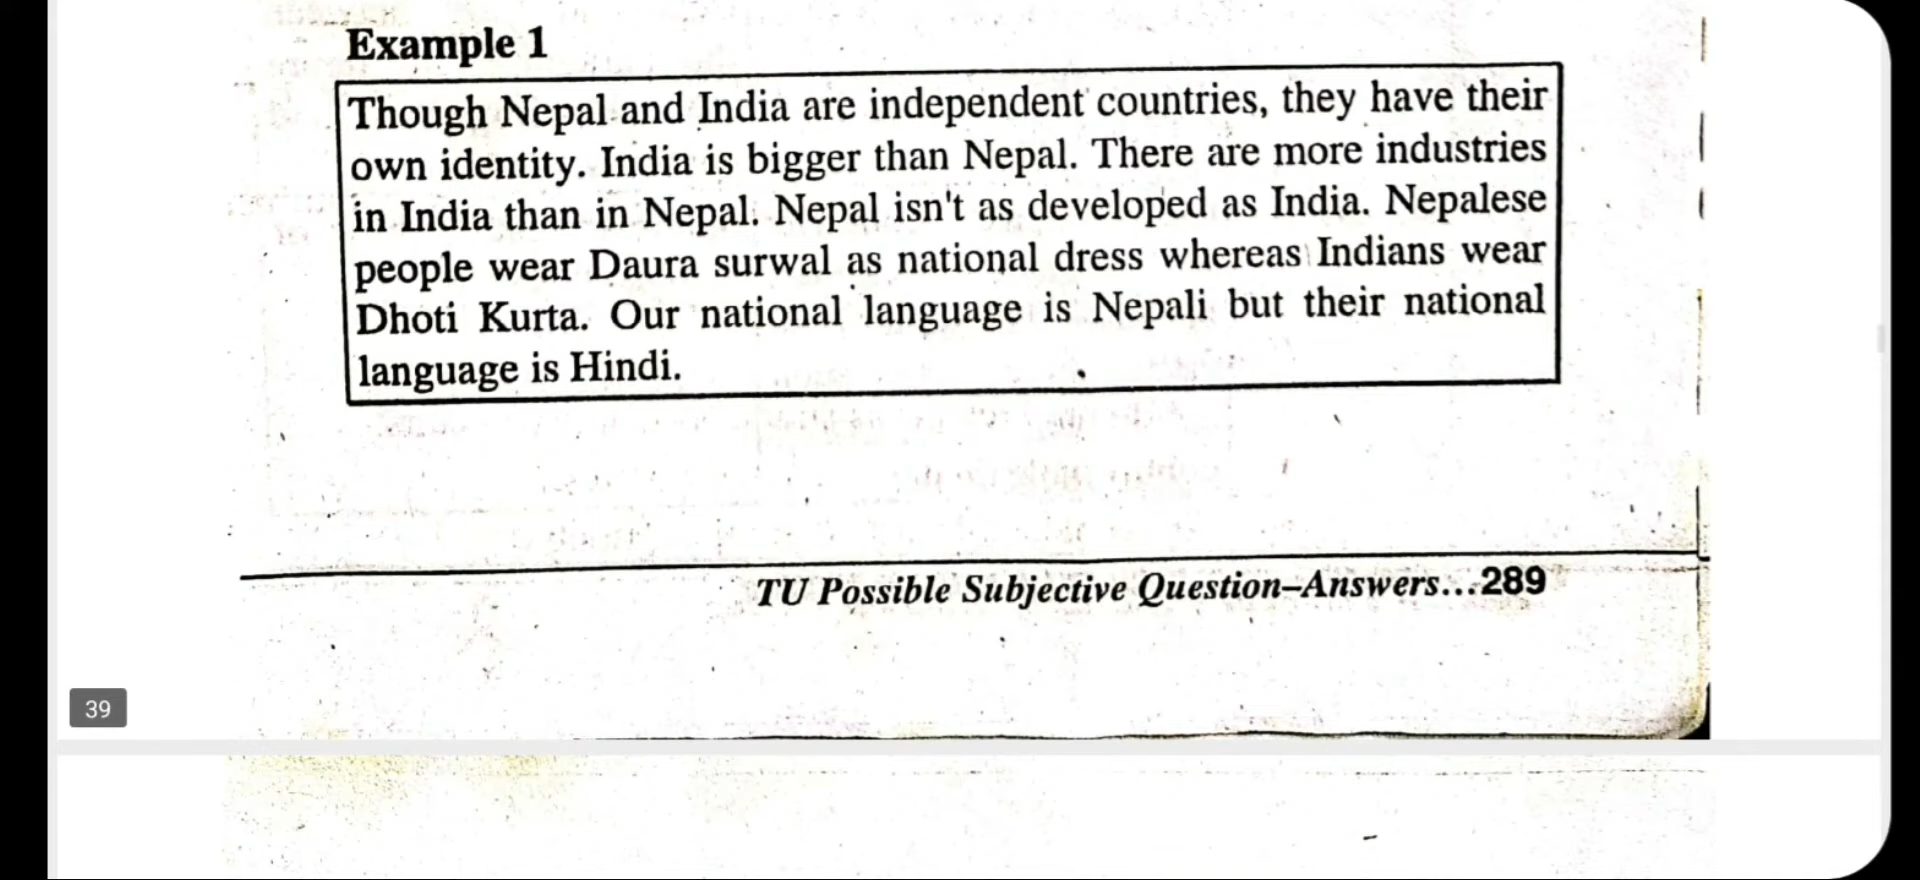 Example 1
Though Nepal and India are independent countries, they have their
own identity. India is bigger than Nepal. There are more industries
in India than in Nepal. Nepal isn't as developed as India. Nepalese
people wear Daura surwal as national dress whereas Indians wear
Dhoti Kurta. Our national language is Nepali but their national
language is Hindi.
TU Possible Subjective Question–Answers...289
39